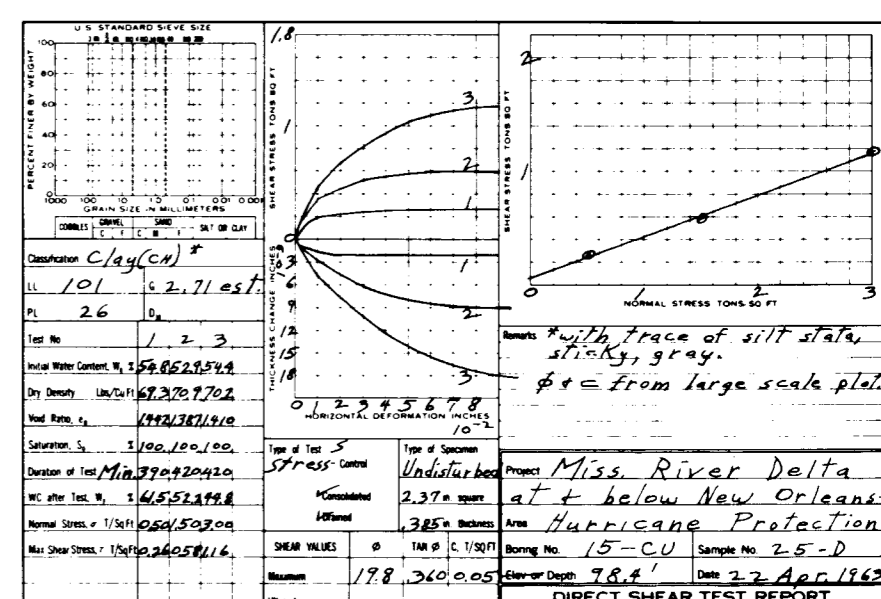 U S STANDARD SIEVE SIZE
PERCENT FINER BY WEIGHT
100
80
60
40
20
0
1000 100 10 1.0 0.1 0.01 0.001
GRAIN SIZE IN MILLIMETERS
COBBLES GRAVEL SAND SILT OR CLAY
C F C M F
Classification Clay (CH) *
LL 101 G 2.71 est.
PL 26 D
Test No 1 2 3
Initial Water Content, W, % 54.8 52.9 54.4
Dry Density Lbs/Cu Ft 69.3 70.9 70.2
Void Ratio, e 1.442 1.387 1.410
Saturation, S % 100. 100. 100.
Duration of Test Min. 390 420 420
WC after Test, W, % 61.5 52.2 49.8
Normal Stress, σ T/Sq Ft 0.50 1.50 3.00
Max Shear Stress, τ T/Sq Ft 0.26 0.58 1.16
1.8
1
0
SHEAR STRESS TONS SQ FT
3
2
1
THICKNESS CHANGE INCHES
3
6
9
12
15
18
1
2
3
0 1 2 3 4 5 6 7 8
HORIZONTAL DEFORMATION INCHES
10⁻²
Type of Test S
Stress- Control
Consolidated
Drained
Type of Specimen
Undisturbed
2.37 in square
.385 in thickness
SHEAR VALUES ø TAN ø C, T/SQ FT
Maximum 19.8 .360 0.05
SHEAR STRESS TONS SQ FT
2
1
0 1 2 3
NORMAL STRESS TONS SQ FT
Remarks *with trace of silt stata,
sticky, gray.
ø & c from large scale plot.
Project Miss. River Delta
at & below New Orleans-
Area Hurricane Protection
Boring No. 15-CU Sample No. 25-D
Elev or Depth 98.4' Date 22 Apr. 1963
DIRECT SHEAR TEST REPORT